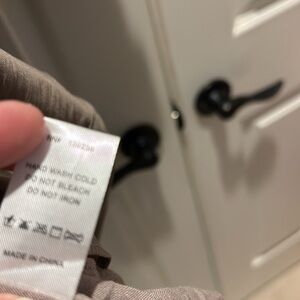 HAND WASH COLD
DO NOT BLEACH
DO NOT IRON
MADE IN CHINA